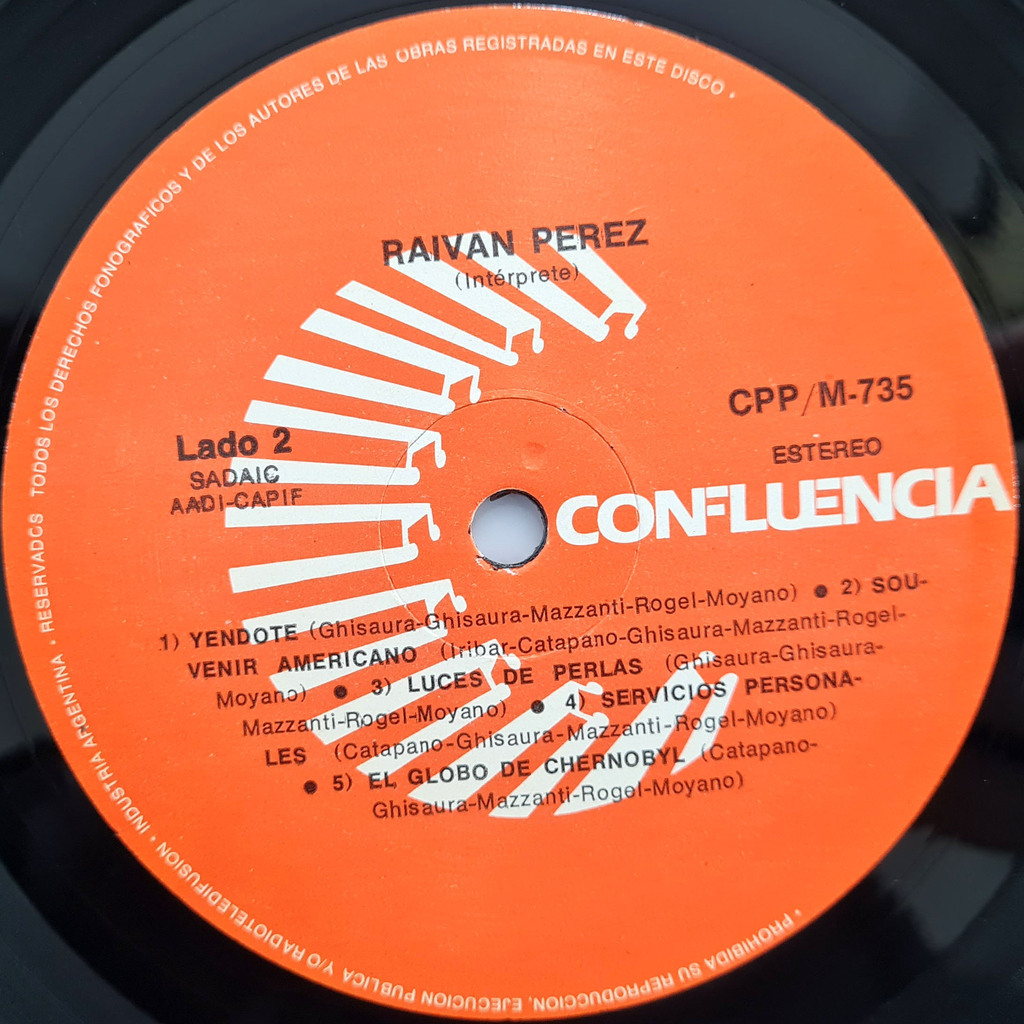 RAIVAN PEREZ
(Intérprete)
CPP/M-735
ESTEREO
Lado 2
SADAIC
AADI-CAPIF
CONFLUENCIA
1) YENDOTE (Ghisaura-Ghisaura-Mazzanti-Rogel-Moyano) ● 2) SOU-
VENIR AMERICANO (Iribar-Catapano-Ghisaura-Mazzanti-Rogel-
Moyano) ● 3) LUCES DE PERLAS (Ghisaura-Ghisaura-
Mazzanti-Rogel-Moyano) ● 4) SERVICIOS PERSONA-
LES (Catapano-Ghisaura-Mazzanti-Rogel-Moyano)
● 5) EL GLOBO DE CHERNOBYL (Catapano-
Ghisaura-Mazzanti-Rogel-Moyano)
• PROHIBIDA SU REPRODUCCION, EJECUCION PUBLICA Y/O RADIOTELEDIFUSION • INDUSTRIA ARGENTINA • RESERVADOS TODOS LOS DERECHOS FONOGRAFICOS Y DE LOS AUTORES DE LAS OBRAS REGISTRADAS EN ESTE DISCO •